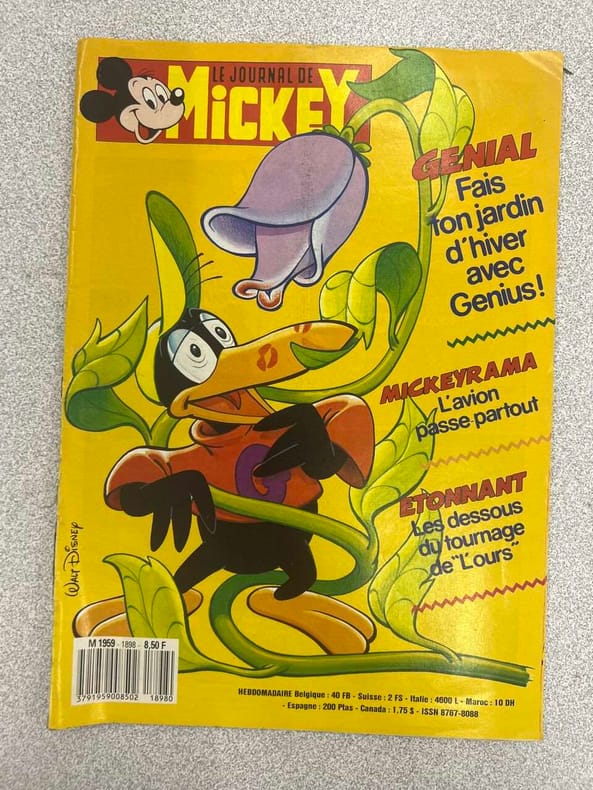 LE JOURNAL DE
MICKEY
GENIAL
Fais
ton jardin
d'hiver
avec
Genius!
MICKEYRAMA
L'avion
passe-partout
ETONNANT
Les dessous
du tournage
de "L'ours"
G
WALT DISNEY
M 1959 - 1898 - 8,50 F
3791959008502 18980
HEBDOMADAIRE Belgique : 40 FB - Suisse : 2 FS - Italie : 4600 L - Maroc : 10 DH
- Espagne : 200 Ptas - Canada : 1,75 $ - ISSN 8767-8088